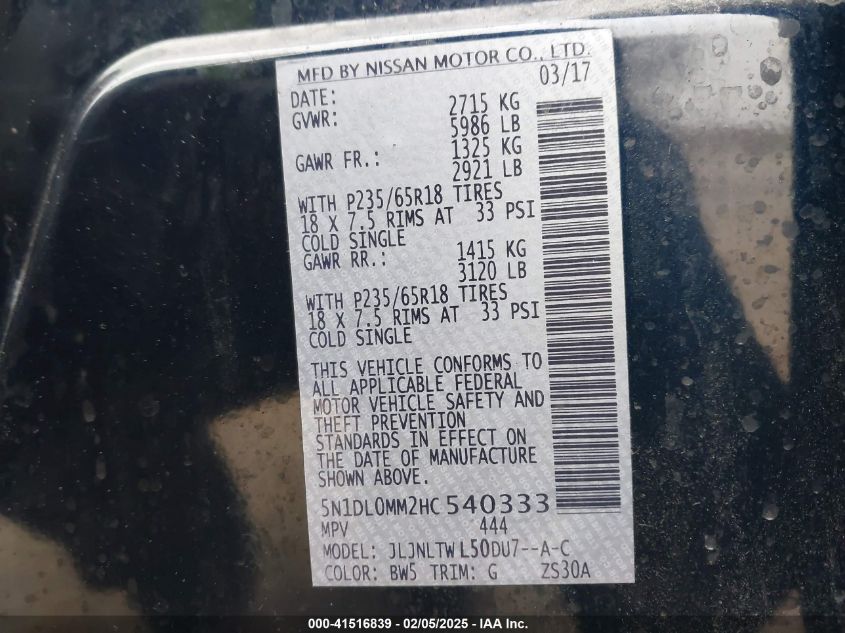 MFD BY NISSAN MOTOR CO., LTD.
DATE: 03/17
GVWR: 2715 KG
5986 LB
GAWR FR.: 1325 KG
2921 LB
WITH P235/65R18 TIRES
18 X 7.5 RIMS AT 33 PSI
COLD SINGLE
GAWR RR.: 1415 KG
3120 LB
WITH P235/65R18 TIRES
18 X 7.5 RIMS AT 33 PSI
COLD SINGLE
THIS VEHICLE CONFORMS TO
ALL APPLICABLE FEDERAL
MOTOR VEHICLE SAFETY AND
THEFT PREVENTION
STANDARDS IN EFFECT ON
THE DATE OF MANUFACTURE
SHOWN ABOVE.
5N1DL0MM2HC540333
MPV 444
MODEL: JLJNLTWL50DU7--A-C
COLOR: BW5 TRIM: G ZS30A
000-41516839 - 02/05/2025 - IAA Inc.